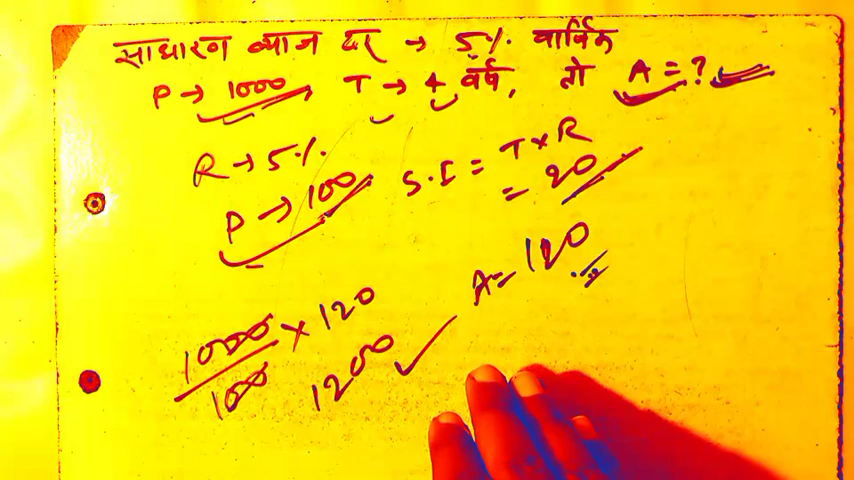 साधारण ब्याज दर → 5% वार्षिक
P → 1000 T → 4 वर्ष, तो A = ?
R → 5%
P → 100
S.I = T × R
= 20
A = 120
1000/100 × 120
1200